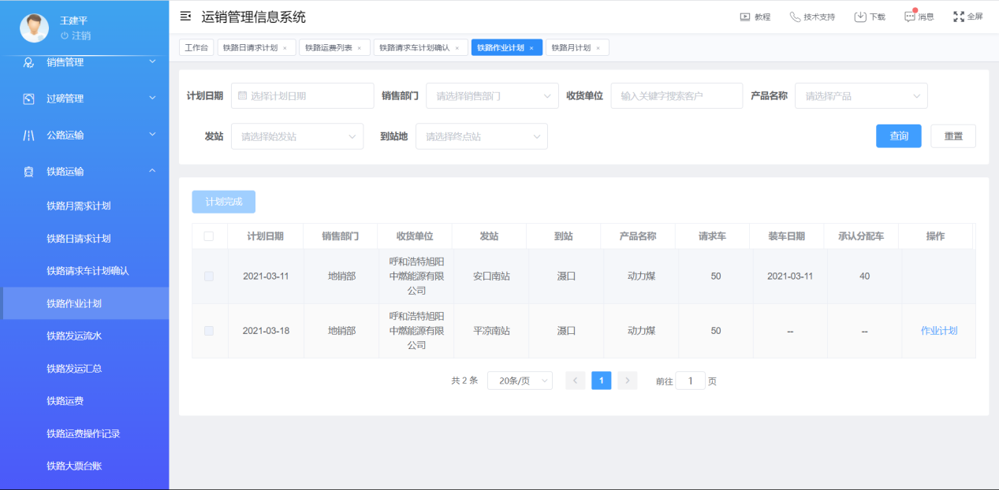 王建平
注销
销售管理
过磅管理
公路运输
铁路运输
铁路月需求计划
铁路日请求计划
铁路请求车计划确认
铁路作业计划
铁路发运流水
铁路发运汇总
铁路运费
铁路运费操作记录
铁路大票台账
运销管理信息系统
教程 技术支持 下载 消息 全屏
工作台 铁路日请求计划 × 铁路运费列表 × 铁路请求车计划确认 × 铁路作业计划 × 铁路月计划 ×
计划日期 选择计划日期 销售部门 请选择销售部门 收货单位 输入关键字搜索客户 产品名称 请选择产品
发站 请选择始发站 到站地 请选择终点站 查询 重置
计划完成
计划日期 销售部门 收货单位 发站 到站 产品名称 请求车 装车日期 承认分配车 操作
2021-03-11 地销部 呼和浩特旭阳
中燃能源有限
公司 安口南站 滠口 动力煤 50 2021-03-11 40
2021-03-18 地销部 呼和浩特旭阳
中燃能源有限
公司 平凉南站 滠口 动力煤 50 -- -- 作业计划
共 2 条 20条/页 < 1 > 前往 1 页